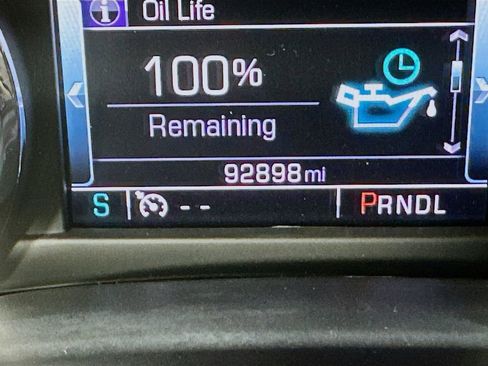 i Oil Life
100%
Remaining
92898 mi
S -- PRNDL